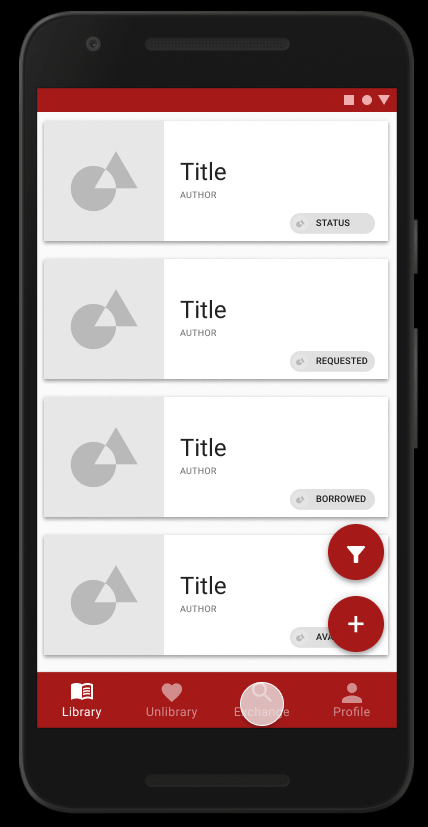 Title
AUTHOR
STATUS
Title
AUTHOR
REQUESTED
Title
AUTHOR
BORROWED
Title
AUTHOR
AVA
Library
Unlibrary
Exchange
Profile